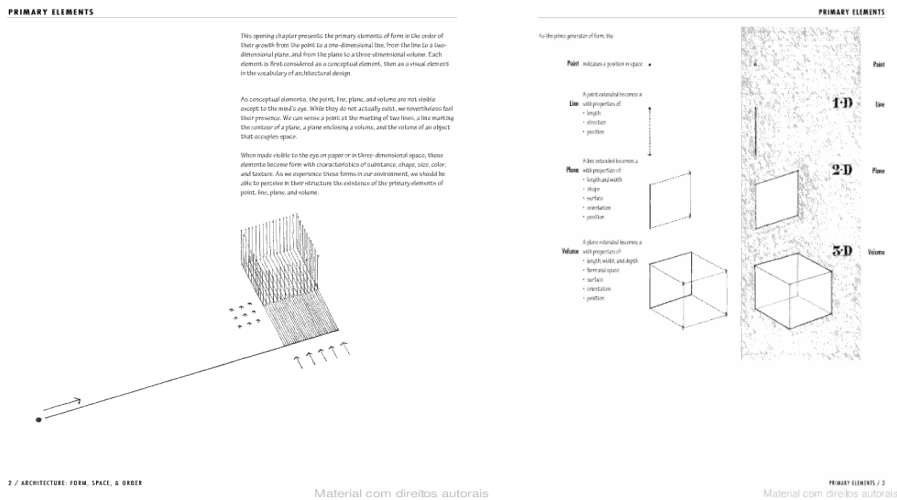 PRIMARY ELEMENTS
This opening chapter presents the primary elements of form in the order of
their growth from the point to a one-dimensional line, from the line to a two-
dimensional plane, and from the plane to a three-dimensional volume. Each
element is first considered as a conceptual element, then as a visual element
in the vocabulary of architectural design.
As conceptual elements, the point, line, plane, and volume are not visible
except to the mind's eye. While they do not actually exist, we nevertheless feel
their presence. We can sense a point at the meeting of two lines, a line marking
the contour of a plane, a plane enclosing a volume, and the volume of an object
that occupies space.
When made visible to the eye on paper or in three-dimensional space, these
elements become form with characteristics of substance, shape, size, color,
and texture. As we experience these forms in our environment, we should be
able to perceive in their structure the existence of the primary elements of
point, line, plane, and volume.
2 / ARCHITECTURE: FORM, SPACE, & ORDER
Material com direitos autorais
PRIMARY ELEMENTS
As the prime generator of form, the
Point indicates a position in space
Point
A point extended becomes a
Line with properties of:
• length
• direction
• position
1-D
Line
A line extended becomes a
Plane with properties of:
• length and width
• shape
• surface
• orientation
• position
2-D
Plane
A plane extended becomes a
Volume with properties of:
• length, width, and depth
• form and space
• surface
• orientation
• position
3-D
Volume
PRIMARY ELEMENTS / 3
Material com direitos autorais